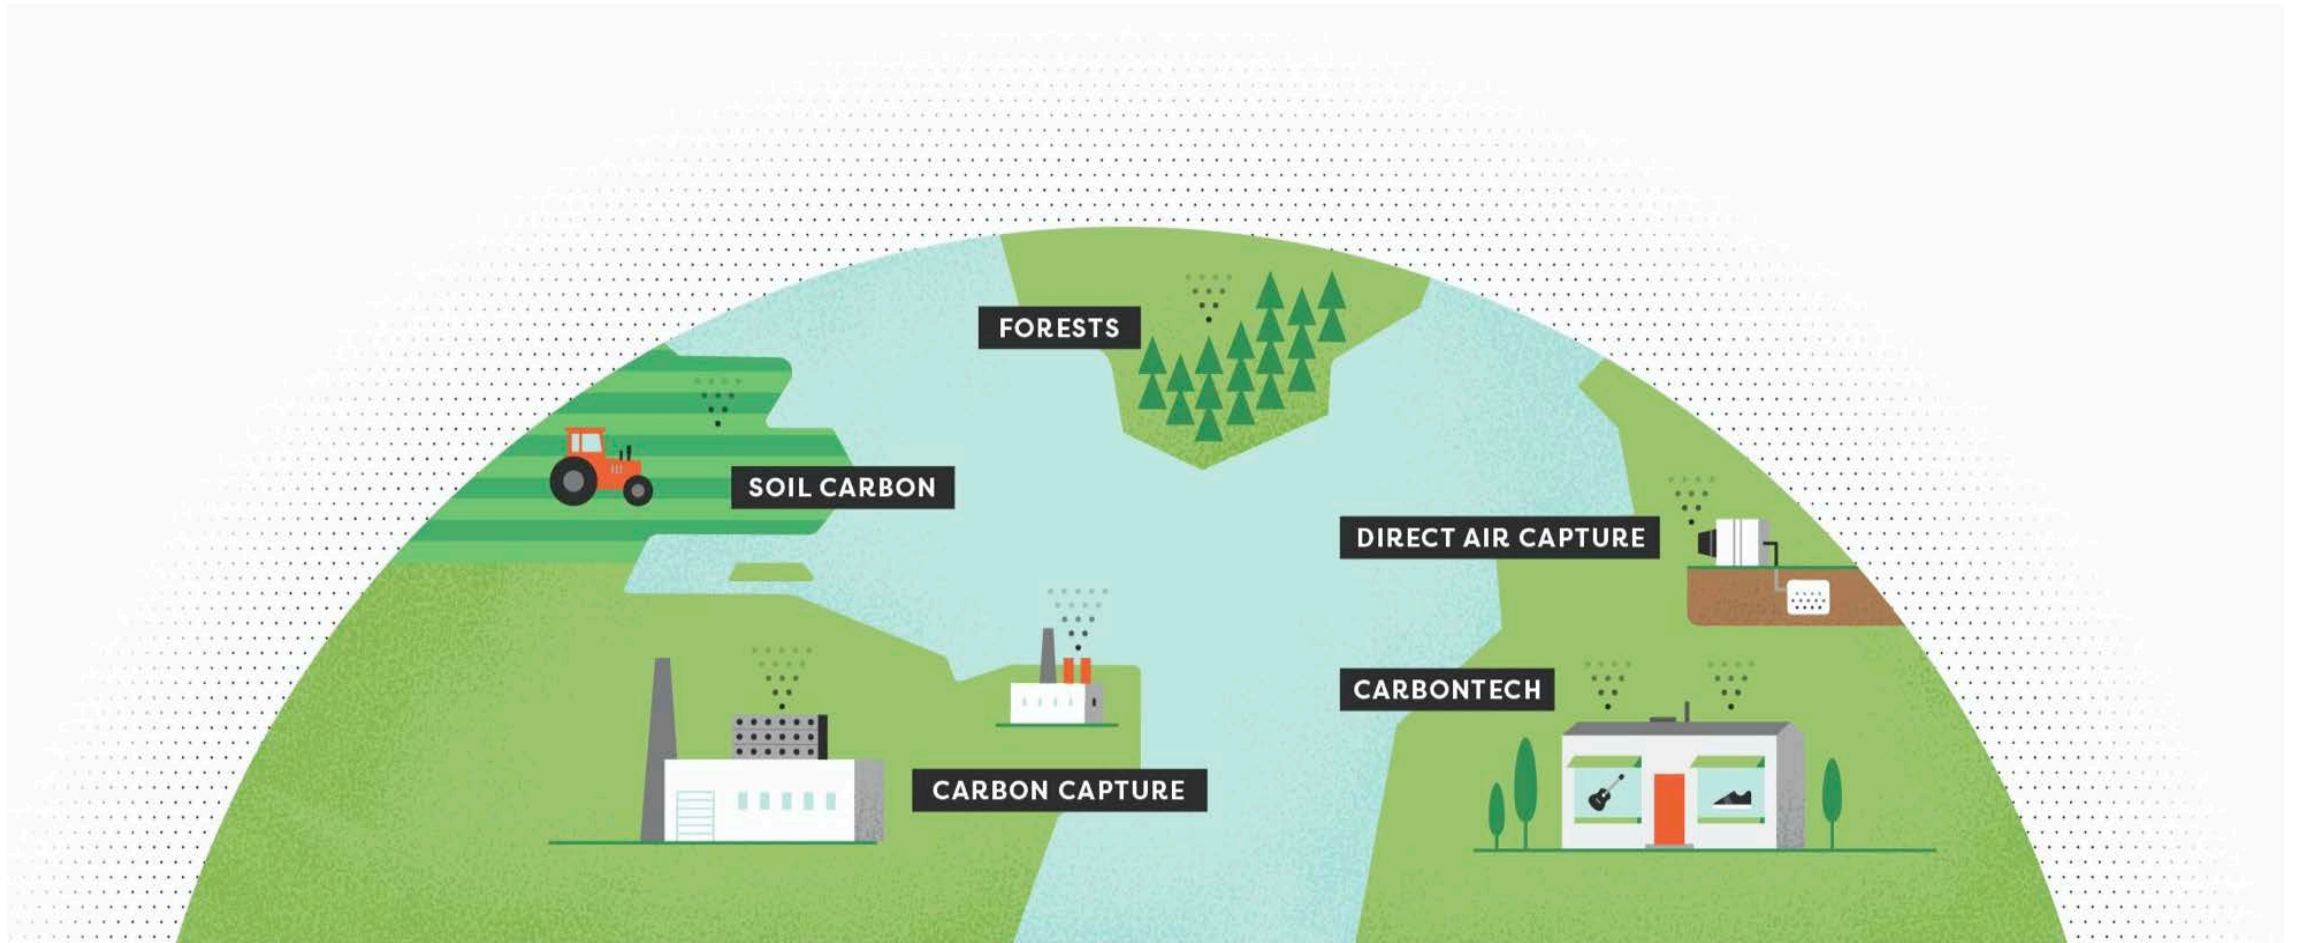 FORESTS
SOIL CARBON
DIRECT AIR CAPTURE
CARBONTECH
CARBON CAPTURE